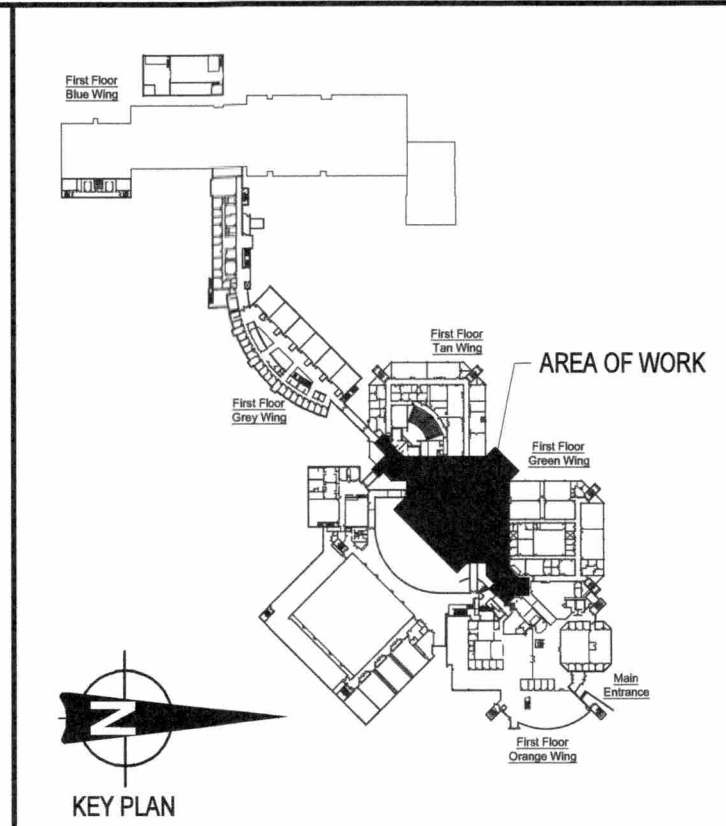 First Floor
Blue Wing
First Floor
Tan Wing
AREA OF WORK
First Floor
Grey Wing
First Floor
Green Wing
Main
Entrance
First Floor
Orange Wing
N
KEY PLAN